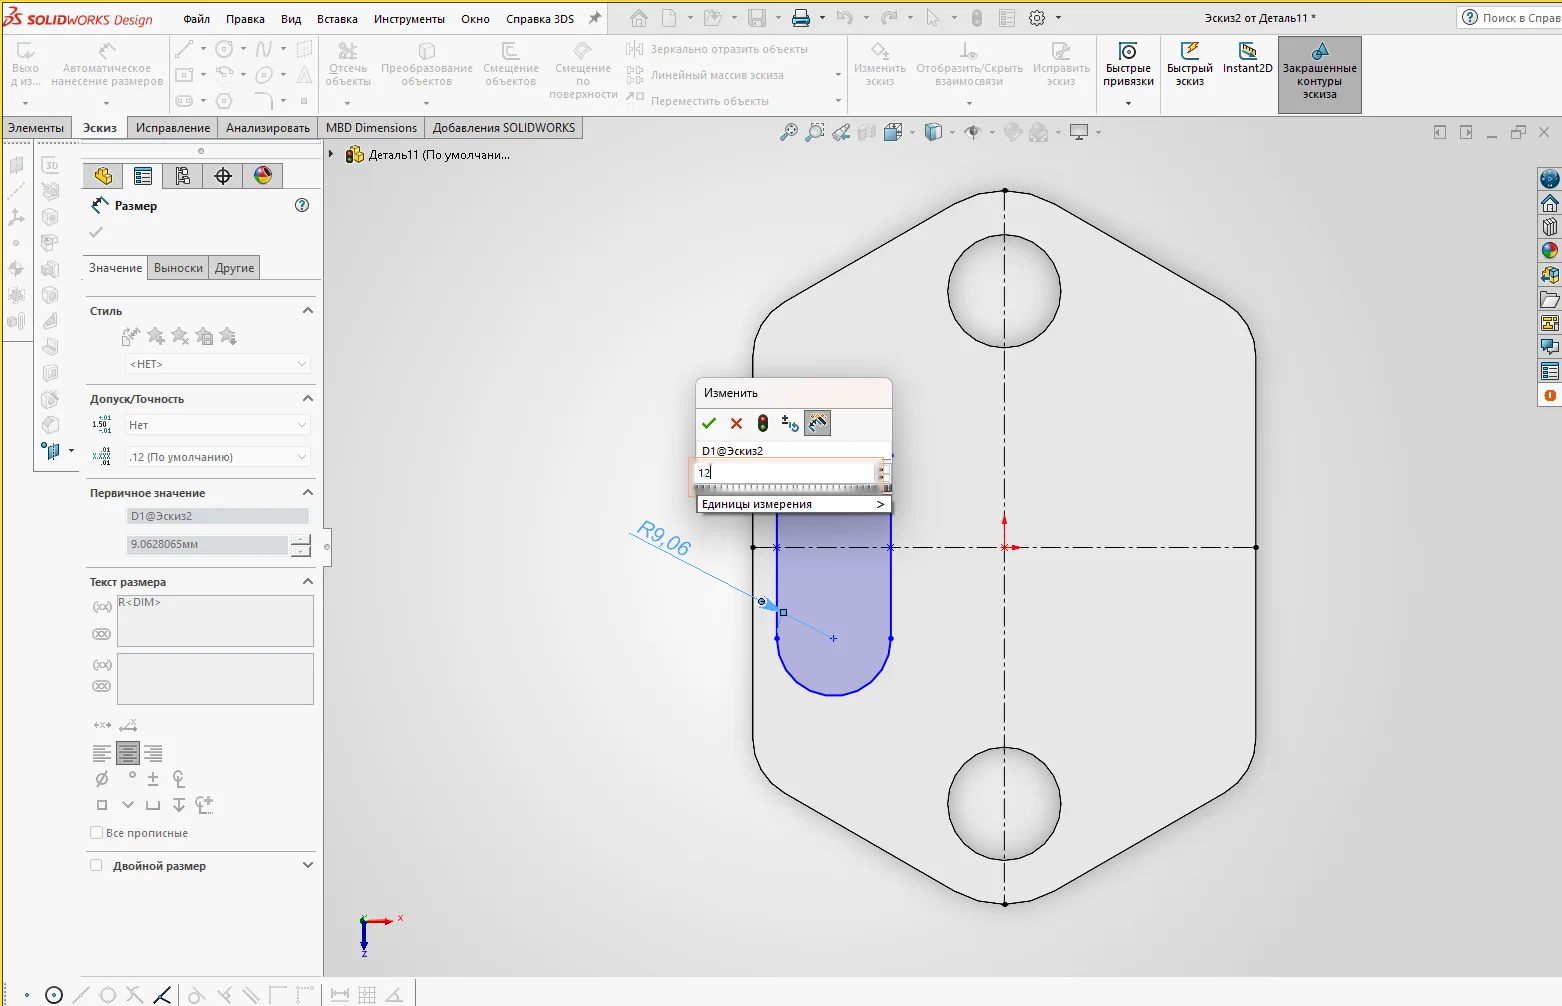 SOLIDWORKS Design
Файл Правка Вид Вставка Инструменты Окно Справка 3DS
Эскиз2 от Деталь11 *
Поиск в Справ
Выхо
д из...
Автоматическое
нанесение размеров
Отсечь
объекты
Преобразование
объектов
Смещение
объектов
Смещение
по
поверхности
Зеркально отразить объекты
Линейный массив эскиза
Переместить объекты
Изменить
эскиз
Отобразить/Скрыть
взаимосвязи
Исправить
эскиз
Быстрые
привязки
Быстрый
эскиз
Instant2D
Закрашенные
контуры
эскиза
Элементы Эскиз Исправление Анализировать MBD Dimensions Добавления SOLIDWORKS
Деталь11 (По умолчани...
Размер
Значение Выноски Другие
Стиль
<НЕТ>
Допуск/Точность
Нет
.12 (По умолчанию)
Первичное значение
D1@Эскиз2
9.0628065мм
Текст размера
R<DIM>
Все прописные
Двойной размер
Изменить
D1@Эскиз2
12
Единицы измерения >
R9,06
X
Z